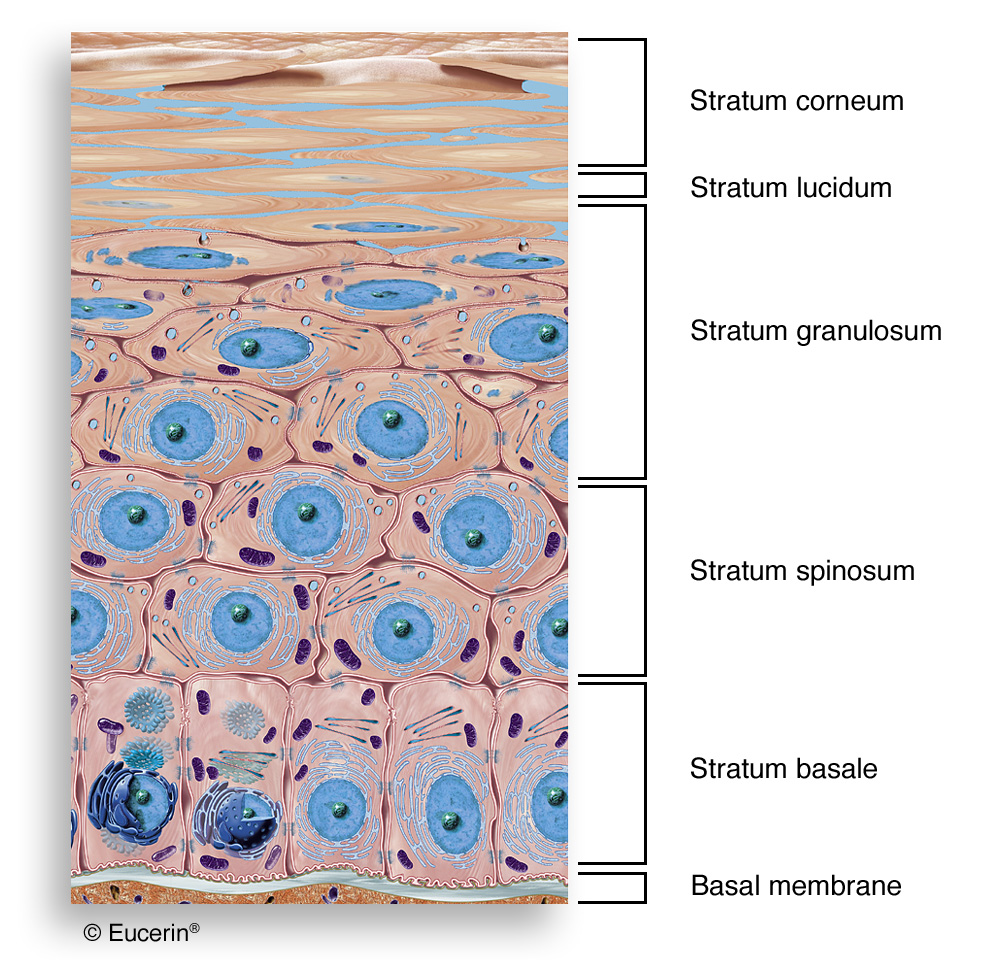 Stratum corneum
Stratum lucidum
Stratum granulosum
Stratum spinosum
Stratum basale
Basal membrane
© Eucerin®